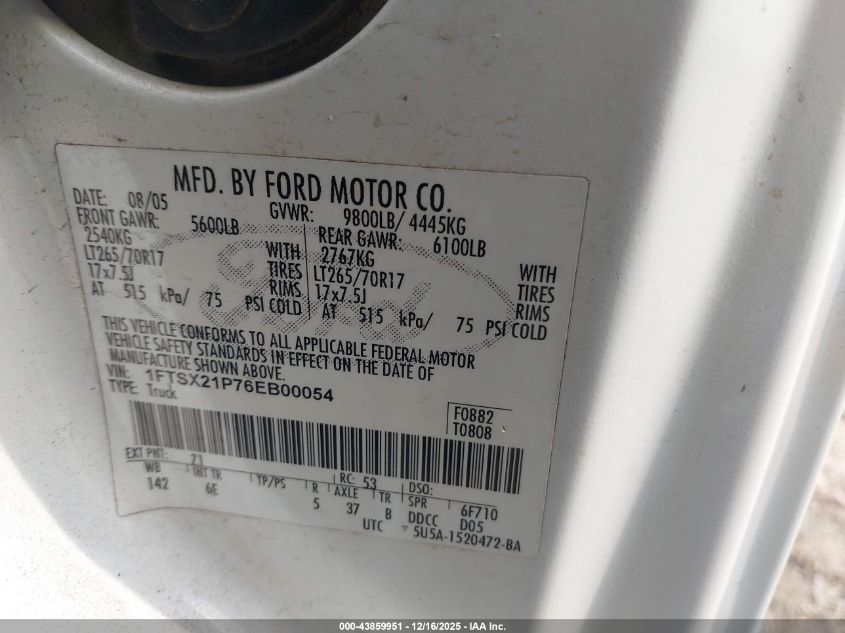 MFD. BY FORD MOTOR CO.
DATE: 08/05 GVWR: 9800LB/ 4445KG
FRONT GAWR: 5600LB REAR GAWR: 6100LB
2540KG WITH 2767KG WITH
LT265/70R17 TIRES LT265/70R17 TIRES
17x7.5J RIMS 17x7.5J RIMS
AT 515 kPa/ 75 PSI COLD AT 515 kPa/ 75 PSI COLD
THIS VEHICLE CONFORMS TO ALL APPLICABLE FEDERAL MOTOR
VEHICLE SAFETY STANDARDS IN EFFECT ON THE DATE OF
MANUFACTURE SHOWN ABOVE.
VIN: 1FTSX21P76EB00054
TYPE: Truck
F0882
T0808
EXT PNT: 71 RC: 53 DSO:
WB INT TR TP/PS R AXLE TR SPR 6F710
142 6E 5 37 B DDCC D05
UTC ▽ 5U5A-1520472-BA
Ford
000-43859951 - 12/16/2025 - IAA Inc.